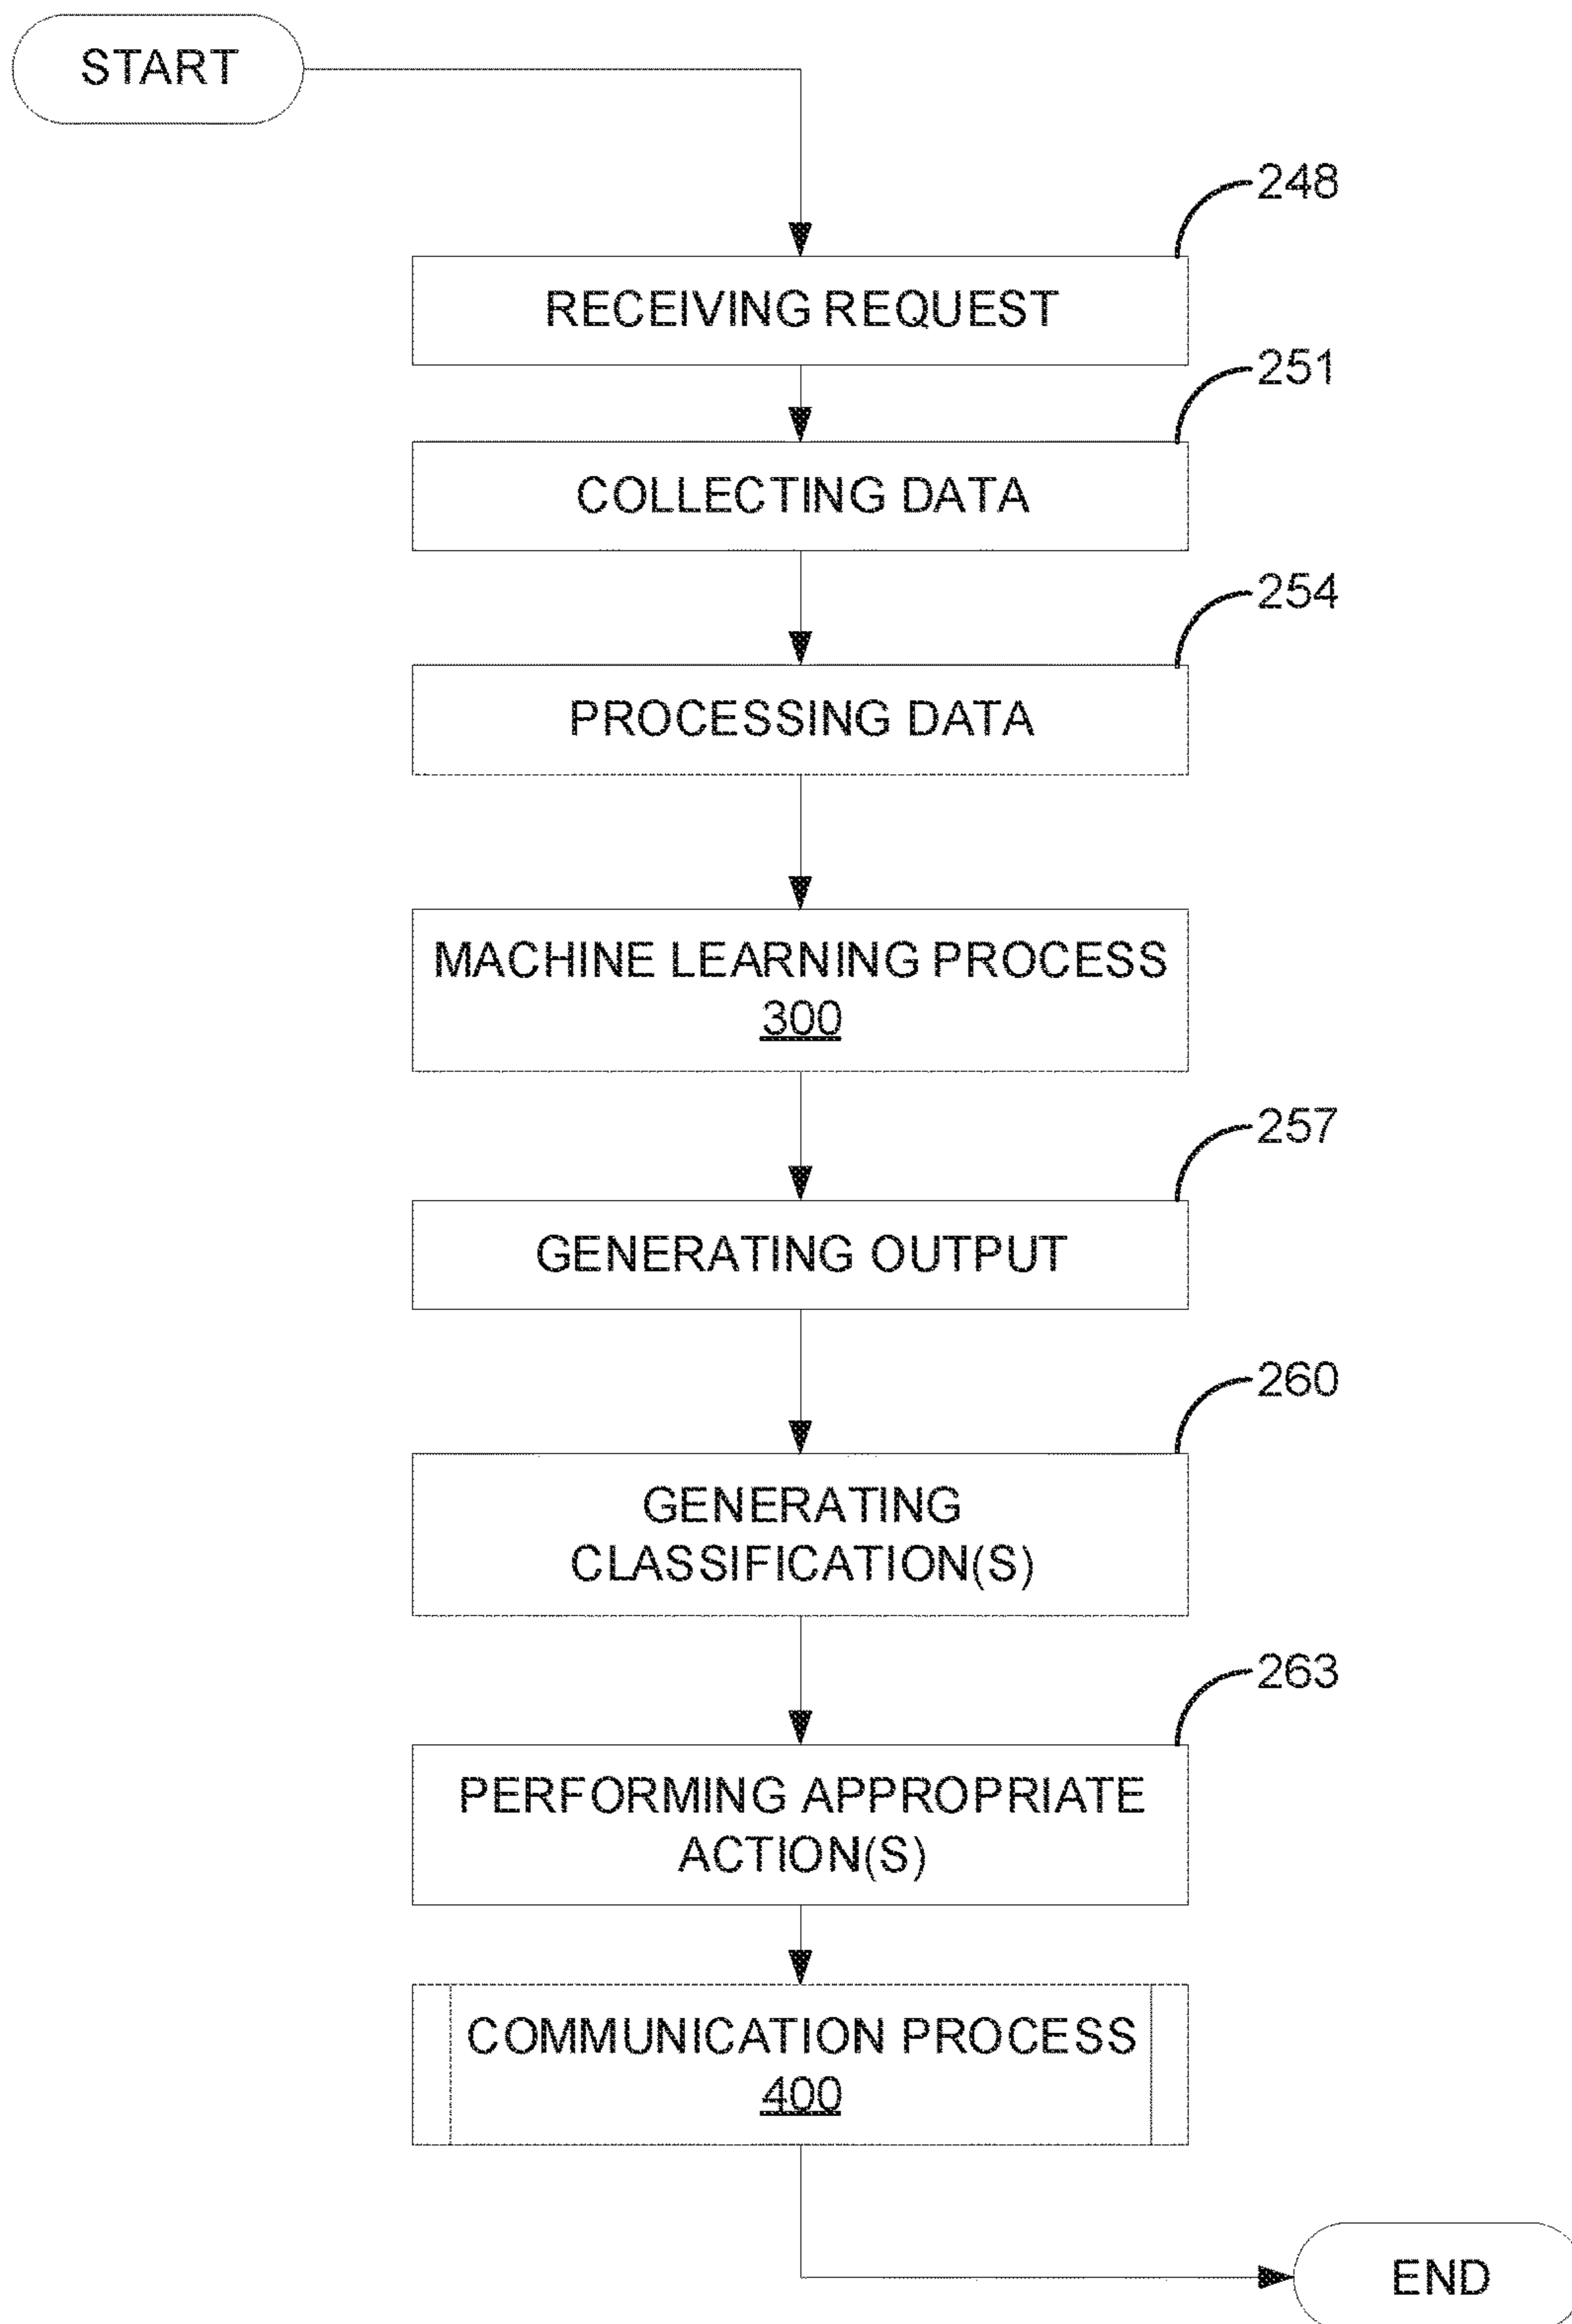 START
248
RECEIVING REQUEST
251
COLLECTING DATA
254
PROCESSING DATA
MACHINE LEARNING PROCESS
300
257
GENERATING OUTPUT
260
GENERATING
CLASSIFICATION(S)
263
PERFORMING APPROPRIATE
ACTION(S)
COMMUNICATION PROCESS
400
END